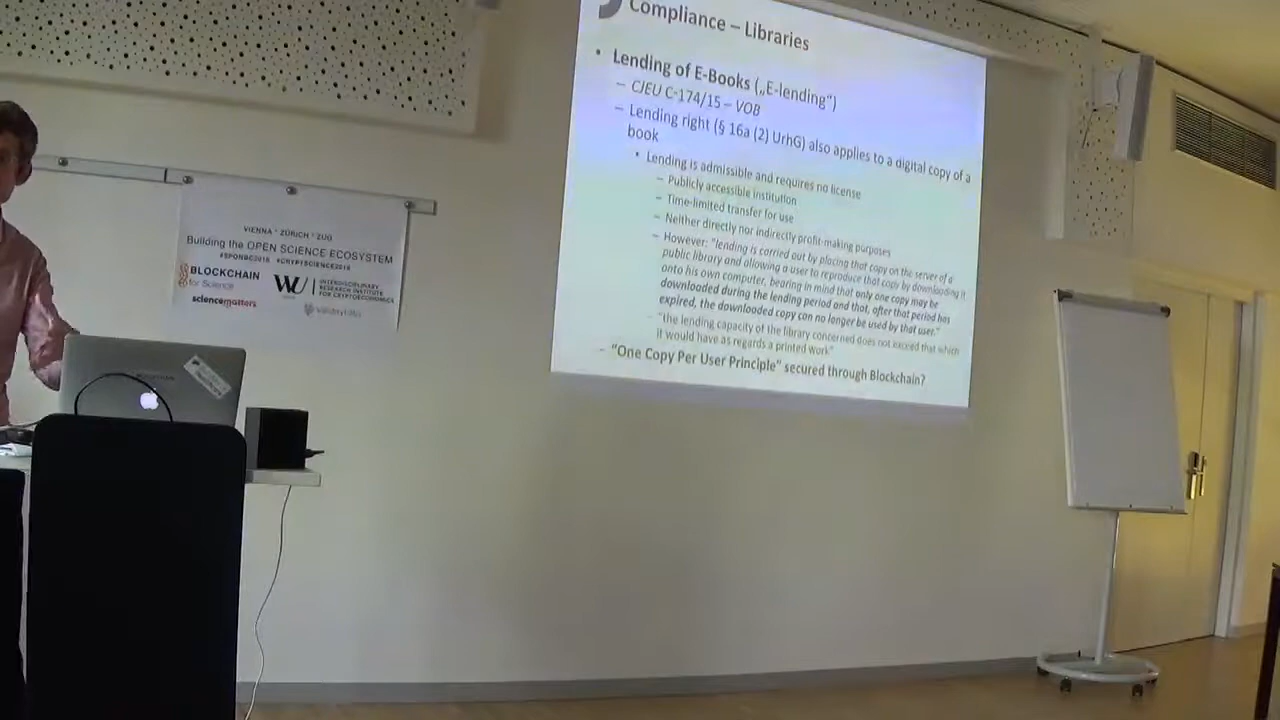 Compliance – Libraries
• Lending of E-Books („E-lending“)
– CJEU C-174/15 – VOB
– Lending right (§ 16a (2) UrhG) also applies to a digital copy of a
book
• Lending is admissible and requires no license
– Publicly accessible institution
– Time-limited transfer for use
– Neither directly nor indirectly profit-making purposes
– However: "lending is carried out by placing that copy on the server of a
public library and allowing a user to reproduce that copy by downloading it
onto his own computer, bearing in mind that only one copy may be
downloaded during the lending period and that, after that period has
expired, the downloaded copy can no longer be used by that user."
– "the lending capacity of the library concerned does not exceed that which
it would have as regards a printed work"
– "One Copy Per User Principle" secured through Blockchain?
VIENNA * ZÜRICH * ZUG
Building the OPEN SCIENCE ECOSYSTEM
#SPONBC2018 #CRYPSCIENCE2018
BLOCKCHAIN
for Science
sciencematters
WU
INTERDISCIPLINARY
RESEARCH INSTITUTE
FOR CRYPTOECONOMICS